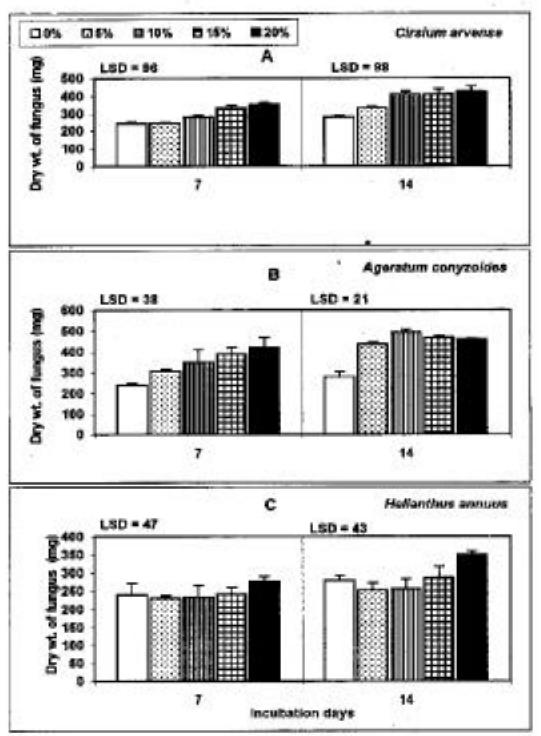 0% 5% 10% 15% 20%
Cirsium arvense
A
LSD = 96
LSD = 98
Dry wt. of fungus (mg)
500
400
300
200
100
0
7
14
B
Ageratum conyzoides
LSD = 38
LSD = 21
Dry wt. of fungus (mg)
600
500
400
300
200
100
0
7
14
C
Helianthus annuus
LSD = 47
LSD = 43
Dry wt. of fungus (mg)
400
350
300
250
200
150
100
50
0
7
14
Incubation days